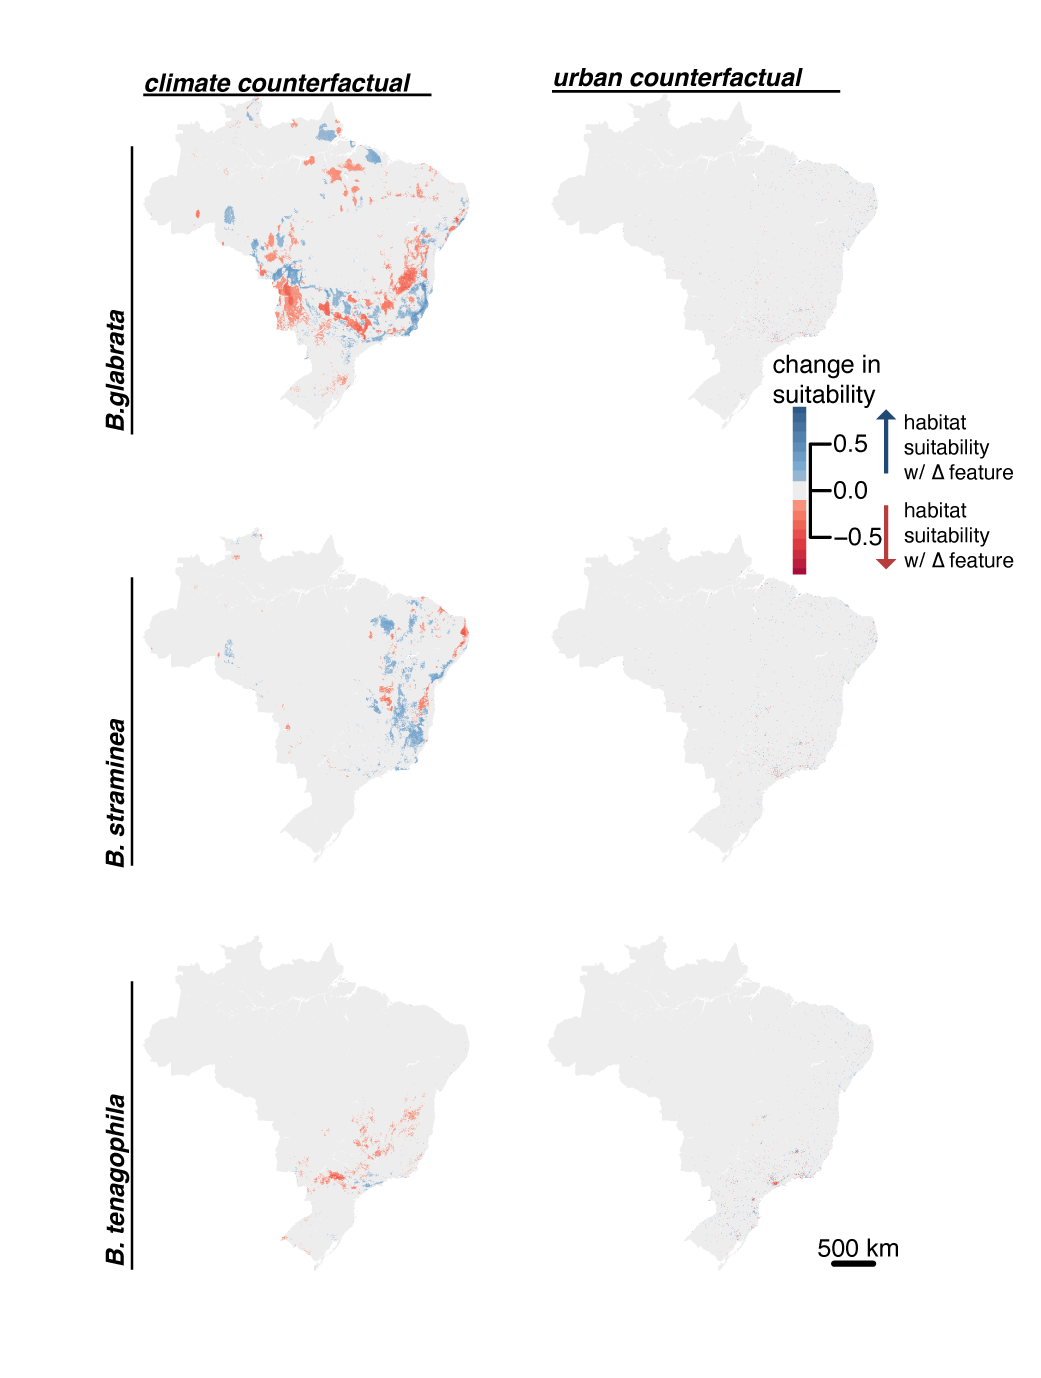 climate counterfactual
urban counterfactual
B.glabrata
change in
suitability
0.5
0.0
−0.5
habitat
suitability
w/ Δ feature
habitat
suitability
w/ Δ feature
B. straminea
B. tenagophila
500 km